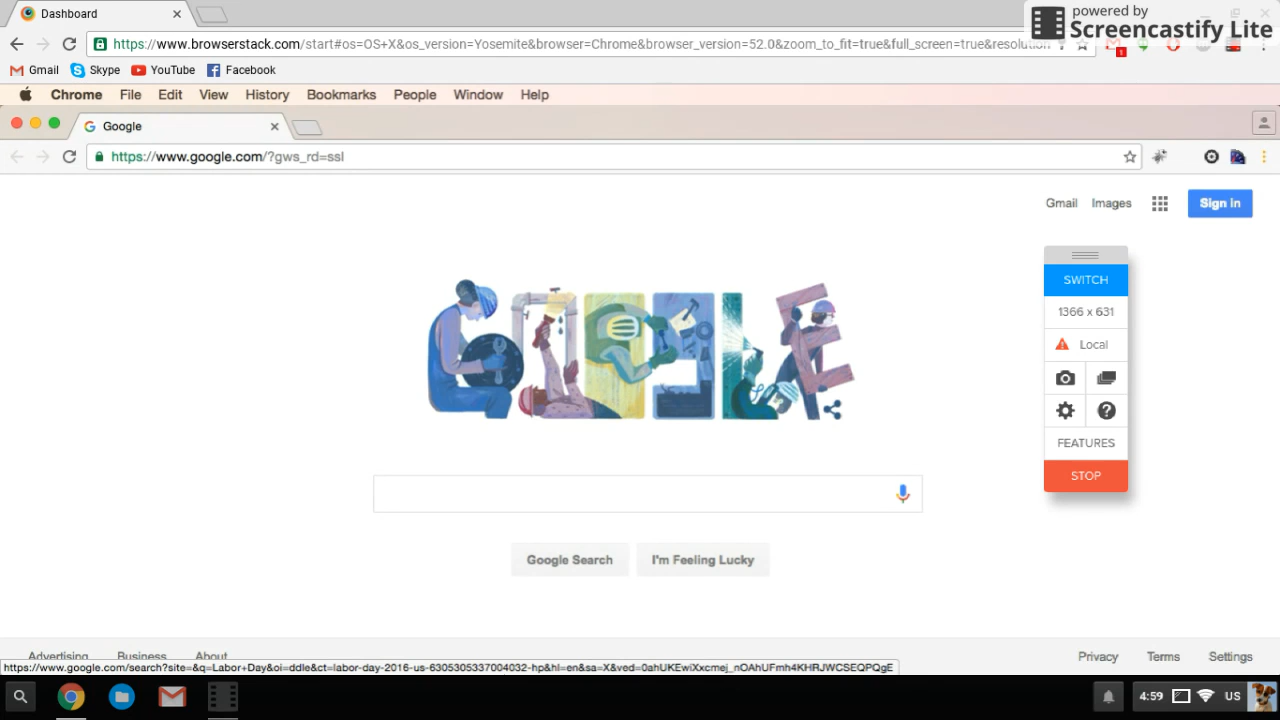 Dashboard
powered by
Screencastify Lite
https://www.browserstack.com/start#os=OS+X&os_version=Yosemite&browser=Chrome&browser_version=52.0&zoom_to_fit=true&full_screen=true&resolution
1
Gmail Skype YouTube Facebook
Chrome File Edit View History Bookmarks People Window Help
Google
https://www.google.com/?gws_rd=ssl
Gmail Images Sign in
SWITCH
1366 x 631
Local
FEATURES
STOP
Google Search I'm Feeling Lucky
Advertising Business About Privacy Terms Settings
https://www.google.com/search?site=&q=Labor+Day&oi=ddle&ct=labor-day-2016-us-6305305337004032-hp&hl=en&sa=X&ved=0ahUKEwiXxcmej_nOAhUFmh4KHRJWCSEQPQgE
4:59 US